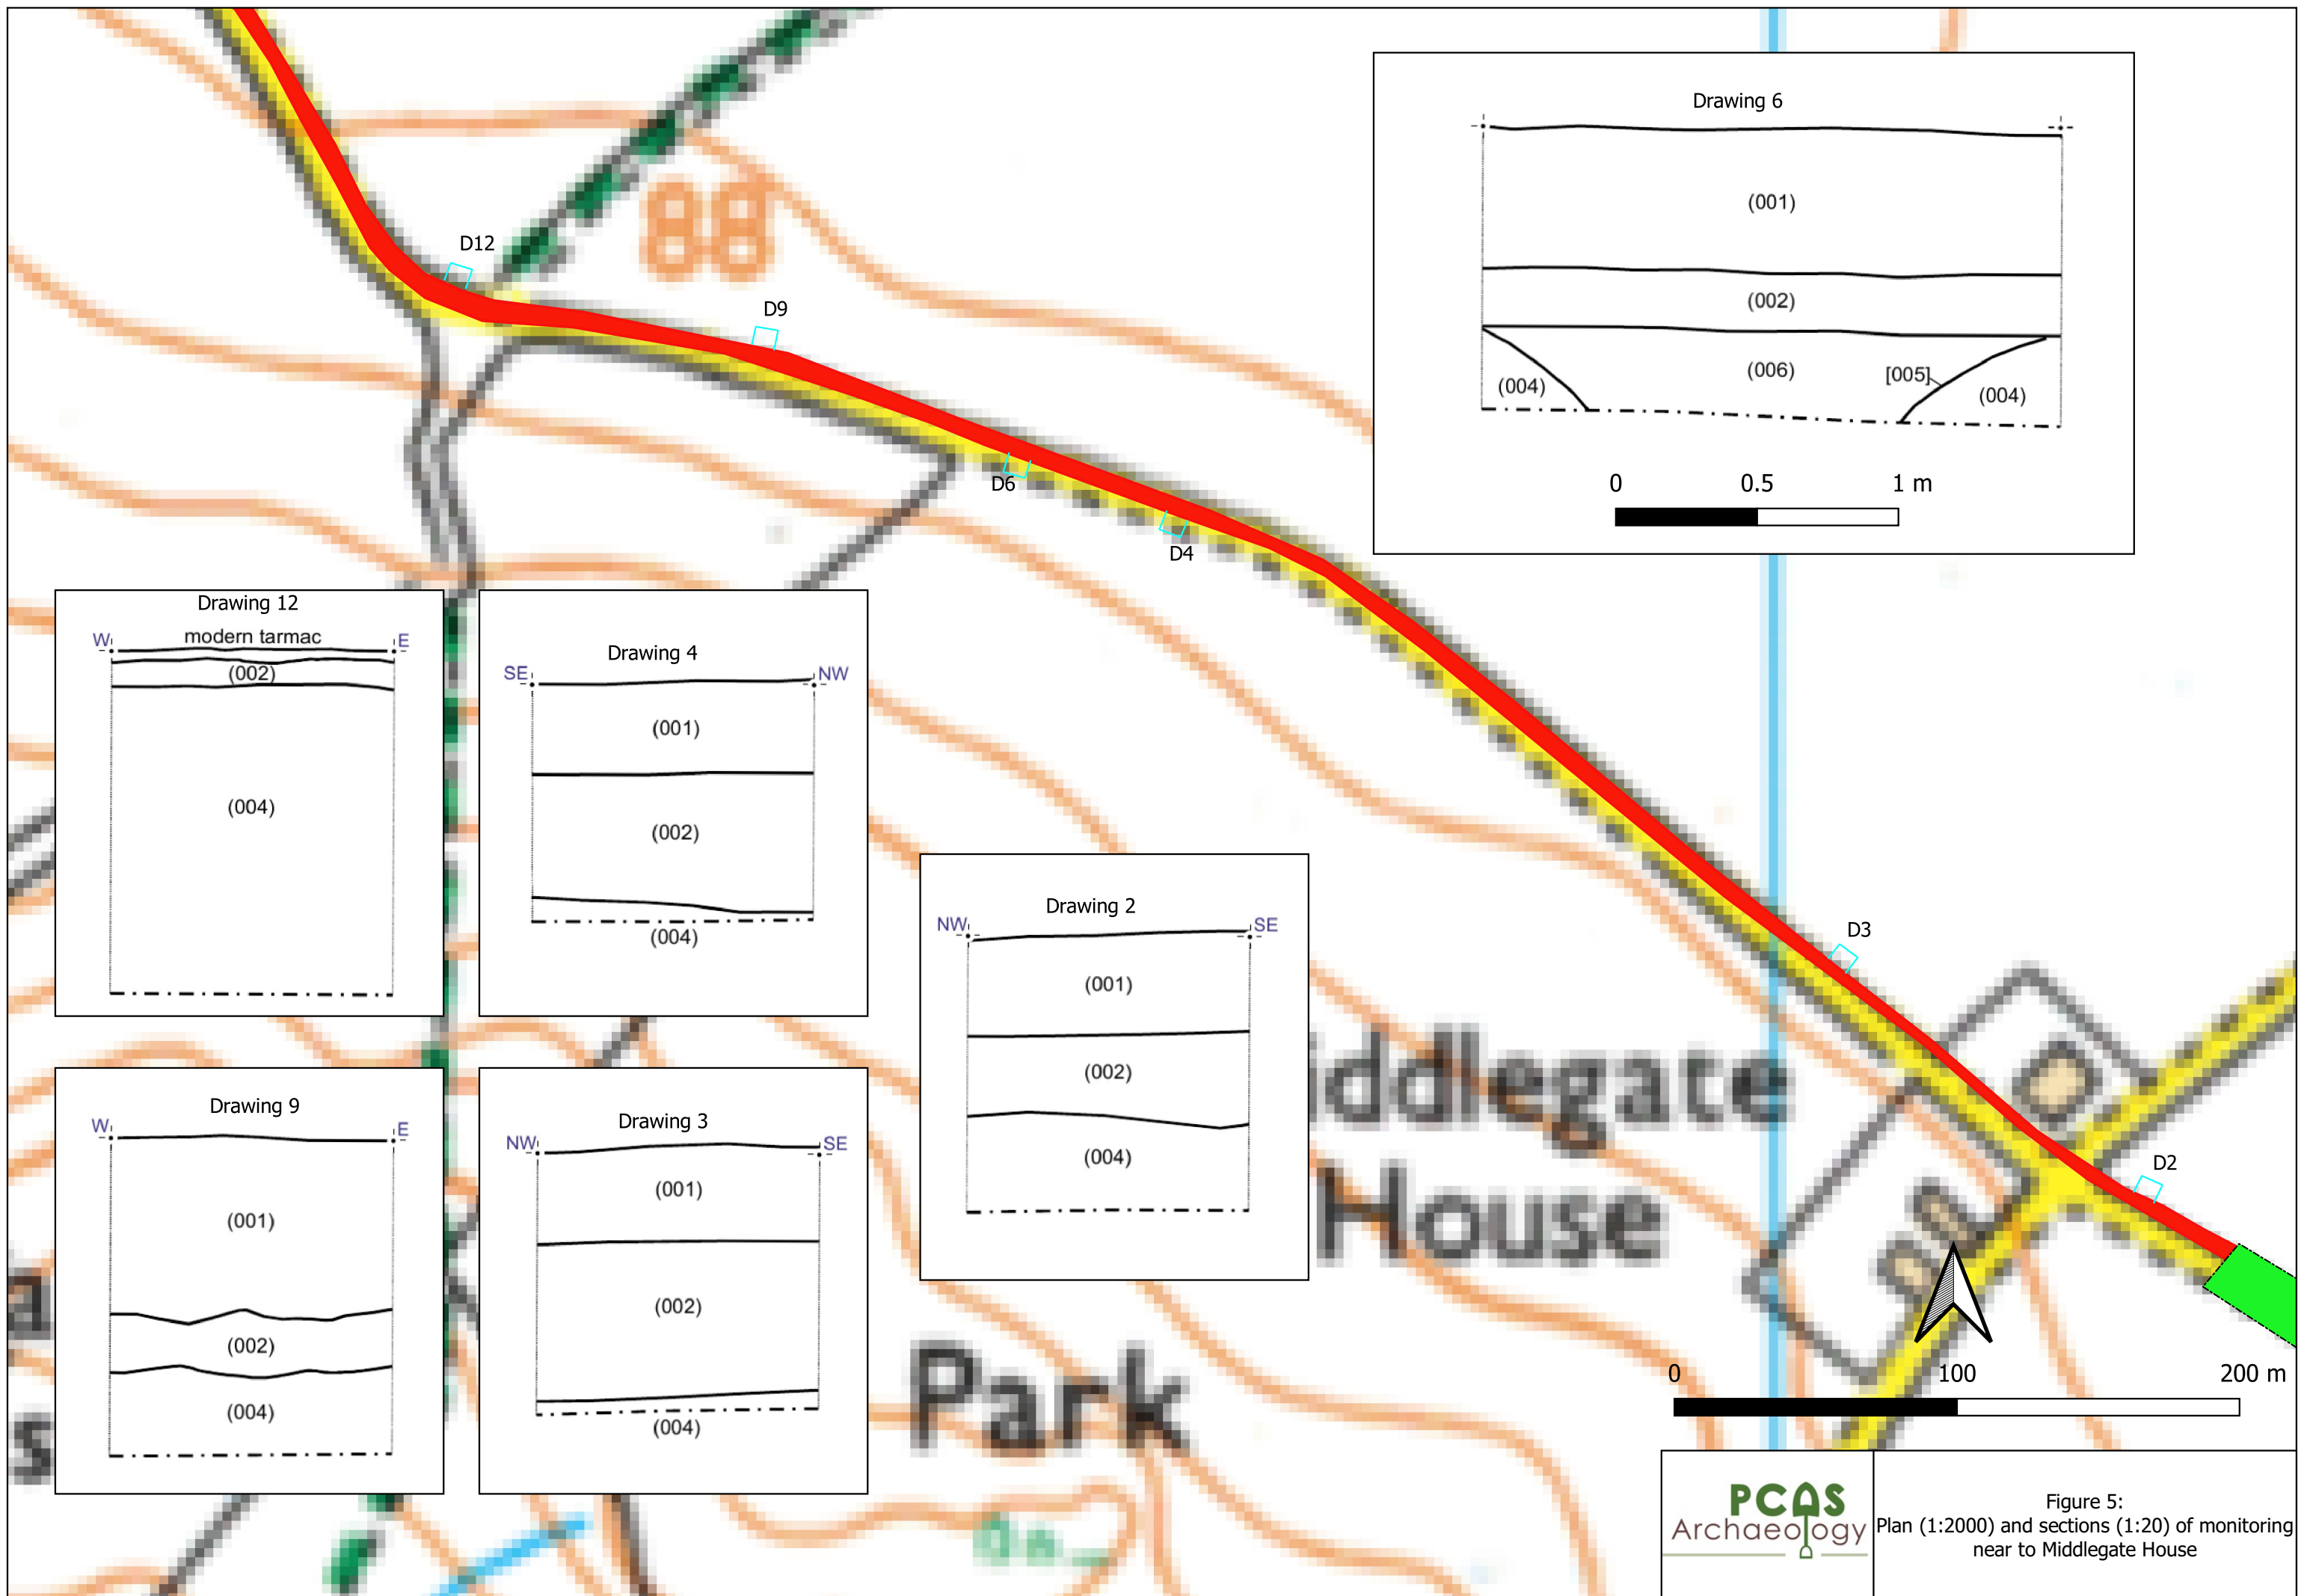 88
D12
D9
D6
D4
D3
D2
Drawing 6
(001)
(002)
(006)
[005]
(004)
(004)
0 0.5 1 m
Drawing 12
W E
modern tarmac
(002)
(004)
Drawing 4
SE NW
(001)
(002)
(004)
Drawing 2
NW SE
(001)
(002)
(004)
Drawing 9
W E
(001)
(002)
(004)
Drawing 3
NW SE
(001)
(002)
(004)
iddlegate
House
Park
a
s
0 100 200 m
PCAS
Archaeology
Figure 5:
Plan (1:2000) and sections (1:20) of monitoring
near to Middlegate House